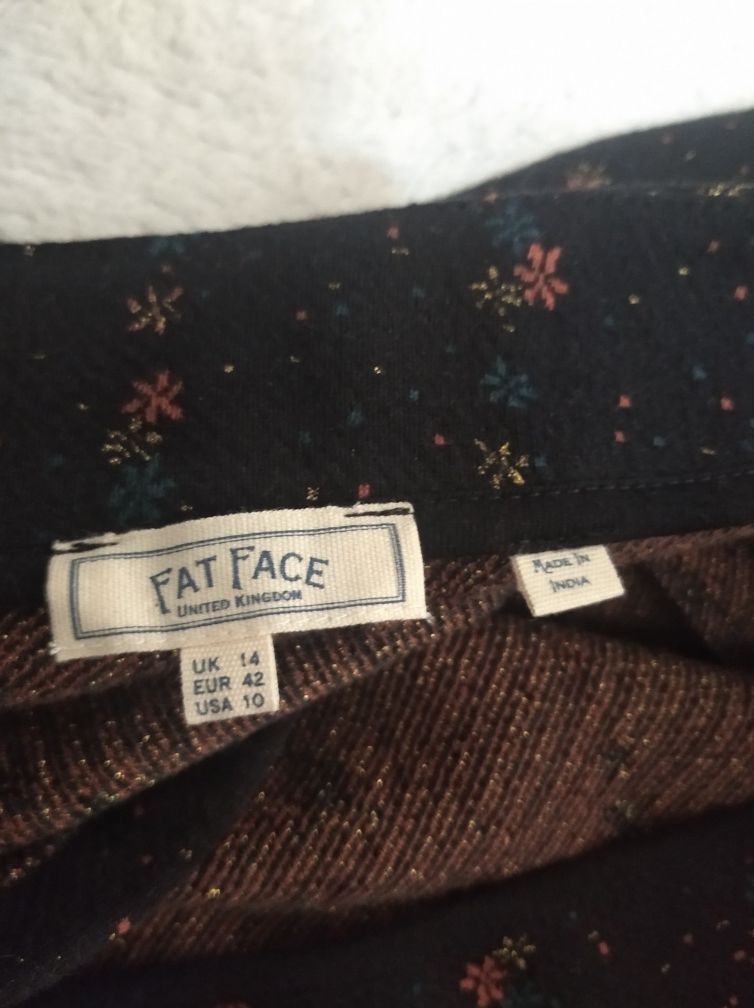 FAT FACE
UNITED KINGDOM
MADE IN
INDIA
UK 14
EUR 42
USA 10